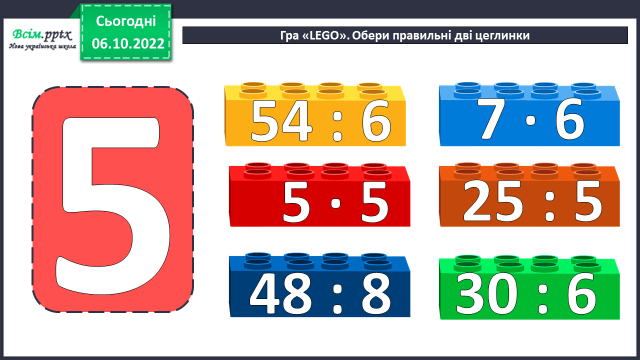 Всім.pptx
Нова українська школа
Сьогодні
06.10.2022
Гра «LEGO». Обери правильні дві цеглинки
5
54 : 6
7 · 6
5 · 5
25 : 5
48 : 8
30 : 6